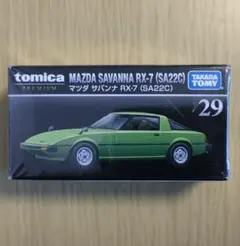 tomica
PREMIUM
MAZDA SAVANNA RX-7 (SA22C)
マツダ サバンナ RX-7 (SA22C)
TAKARA
TOMY
29